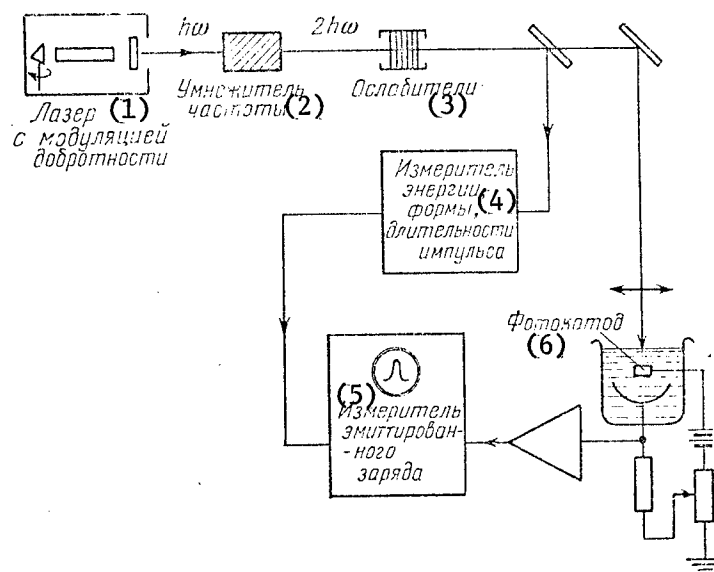 hω
2hω
Лазер (1)
с модуляцией
добротности
Умножитель
частоты (2)
Ослабители
(3)
Измеритель
энергии,
формы, (4)
длительности
импульса
Фотокатод
(6)
(5)
Измеритель
эмиттирован-
-ного
заряда